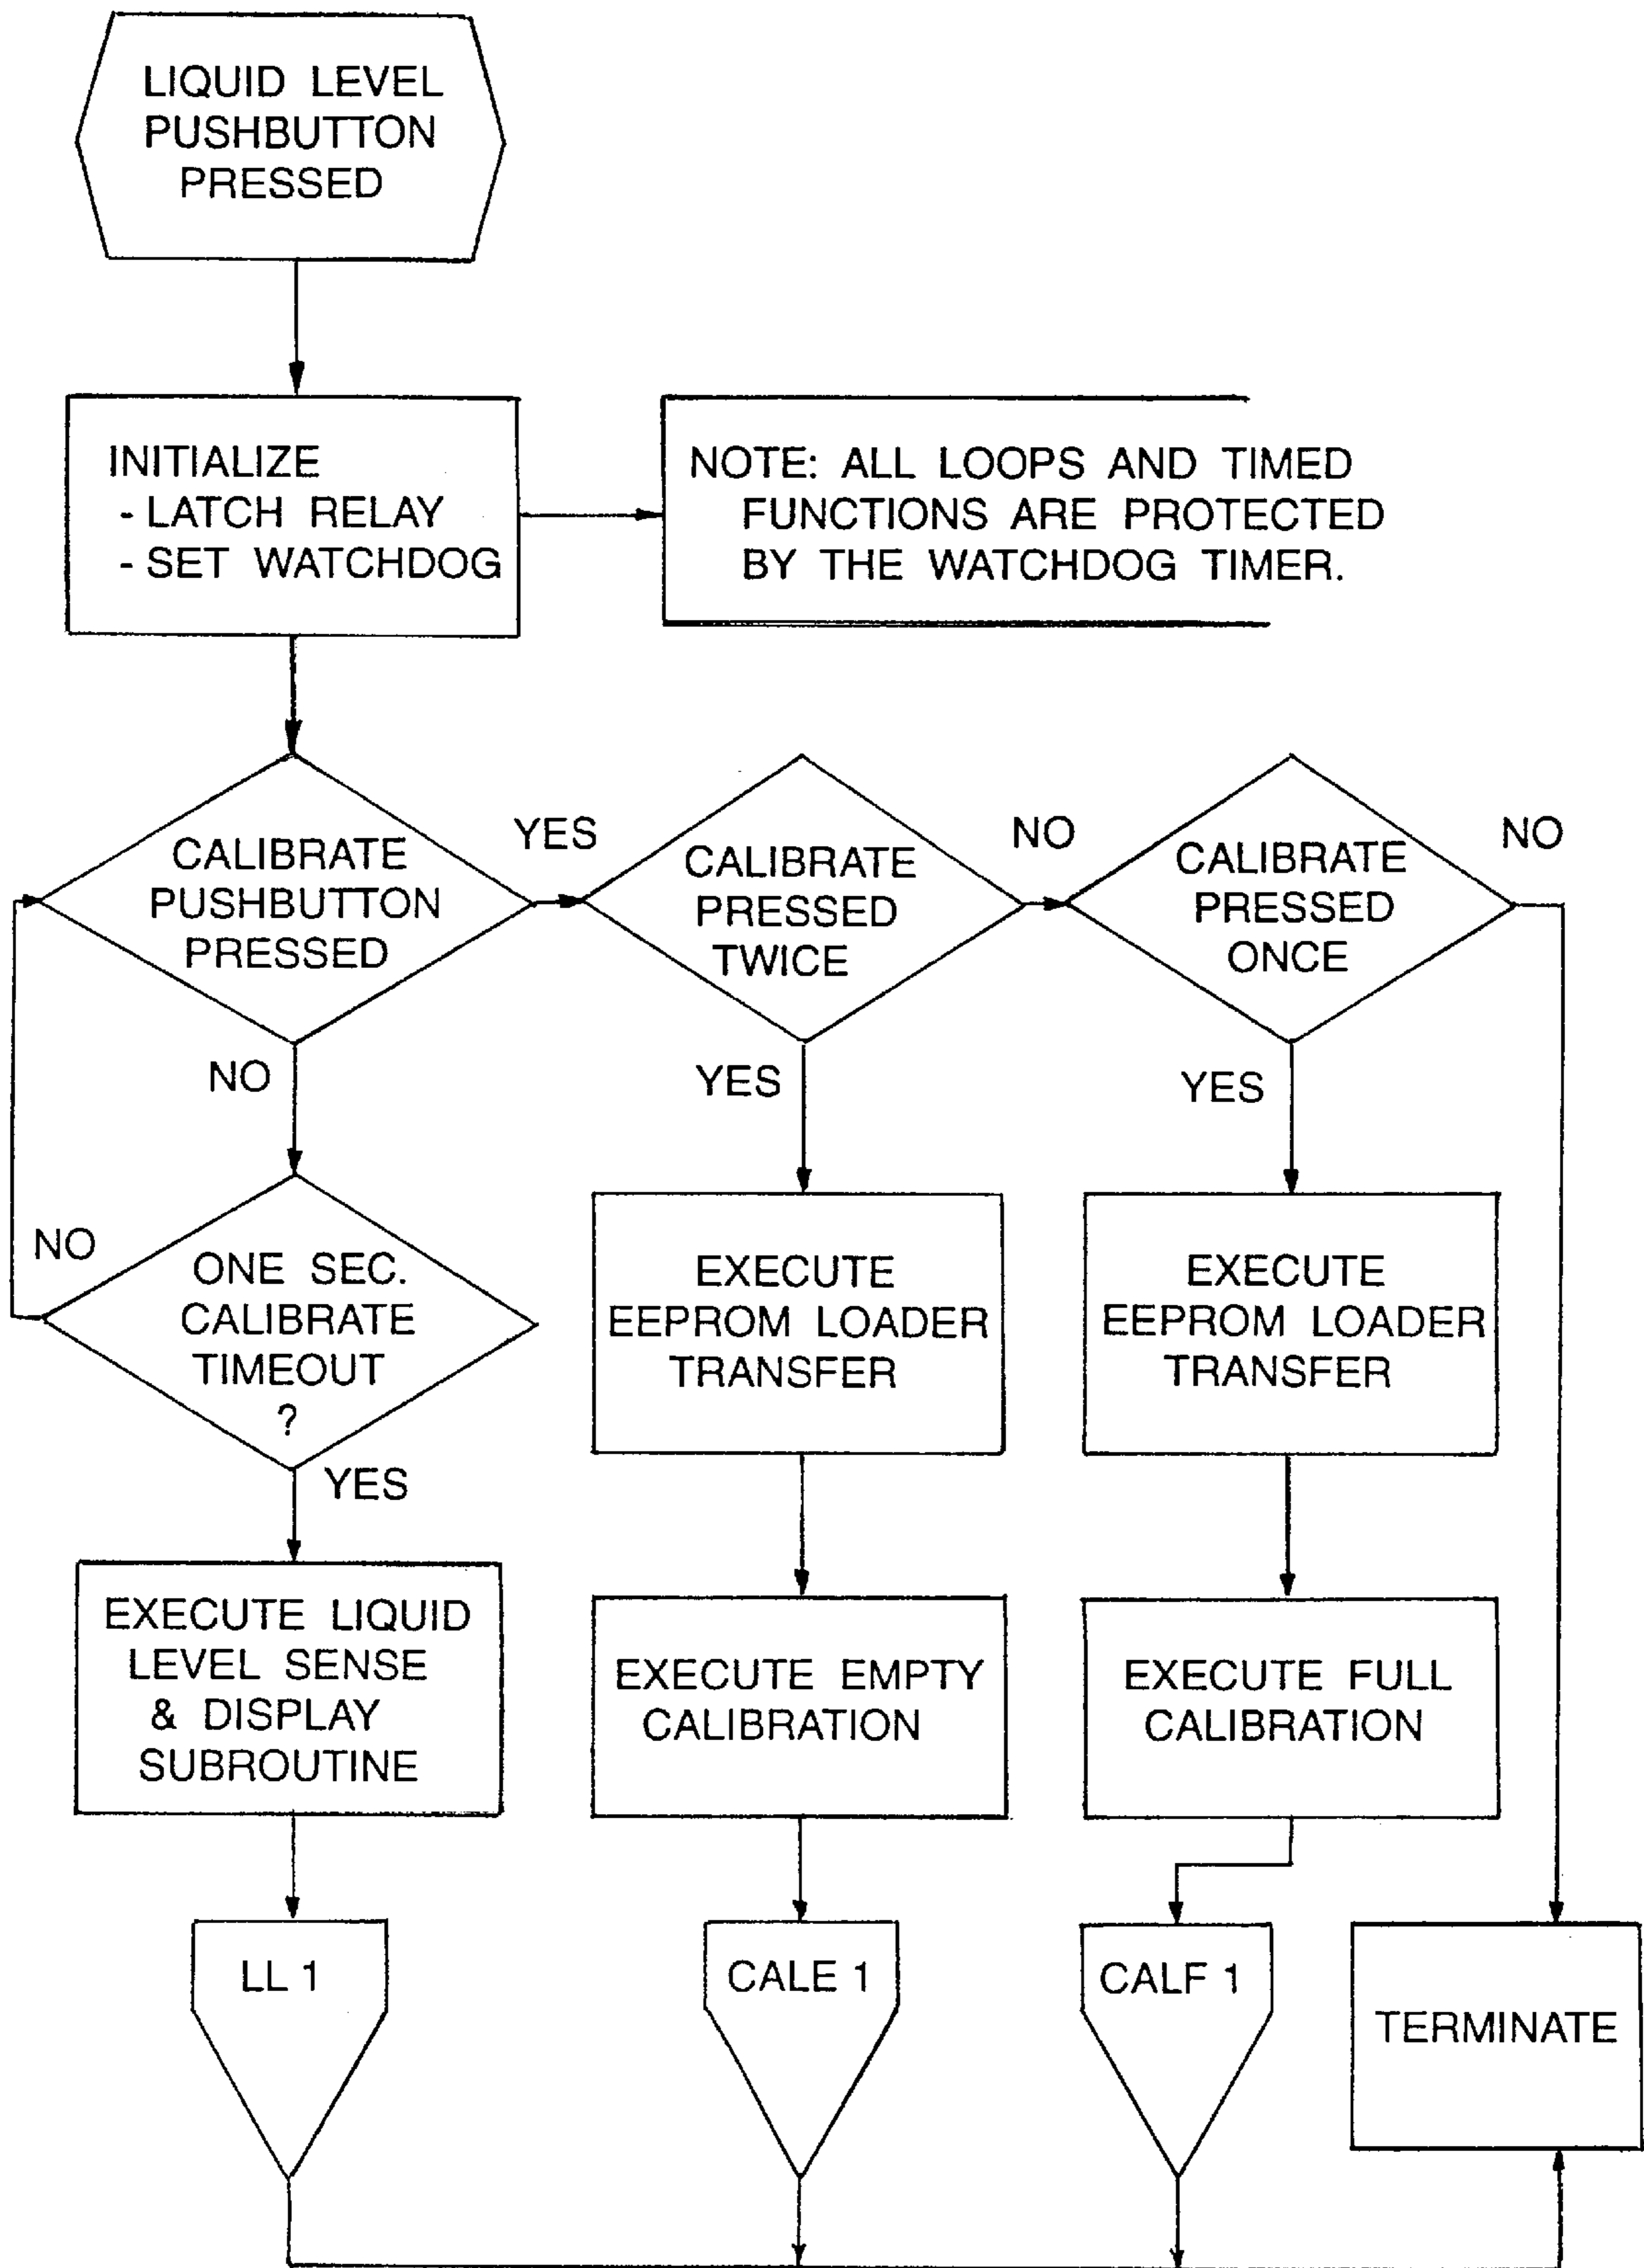 LIQUID LEVEL
PUSHBUTTON
PRESSED
INITIALIZE
- LATCH RELAY
- SET WATCHDOG
NOTE: ALL LOOPS AND TIMED
FUNCTIONS ARE PROTECTED
BY THE WATCHDOG TIMER.
CALIBRATE
PUSHBUTTON
PRESSED
YES
CALIBRATE
PRESSED
TWICE
NO
CALIBRATE
PRESSED
ONCE
NO
NO
YES
YES
NO
ONE SEC.
CALIBRATE
TIMEOUT
?
YES
EXECUTE
EEPROM LOADER
TRANSFER
EXECUTE
EEPROM LOADER
TRANSFER
EXECUTE LIQUID
LEVEL SENSE
& DISPLAY
SUBROUTINE
EXECUTE EMPTY
CALIBRATION
EXECUTE FULL
CALIBRATION
LL 1
CALE 1
CALF 1
TERMINATE